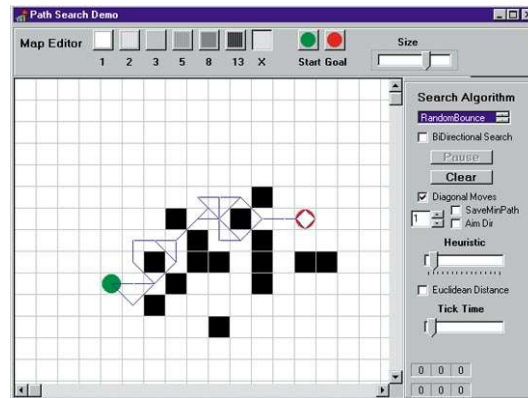 Path Search Demo
Map Editor
1 2 3 5 8 13 X
Start Goal
Size
Search Algorithm
RandomBounce
BiDirectional Search
Pause
Clear
Diagonal Moves
1
SaveMinPath
Aim Dir
Heuristic
Euclidean Distance
Tick Time
0 0 0
0 0 0